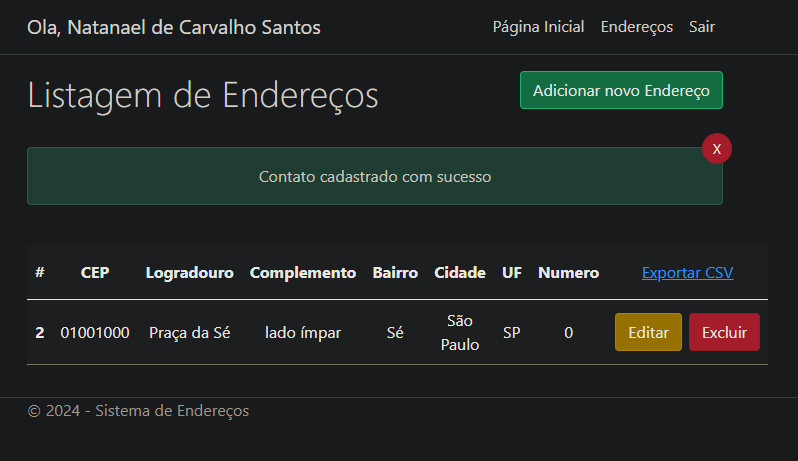 Ola, Natanael de Carvalho Santos Página Inicial Endereços Sair
Listagem de Endereços Adicionar novo Endereço
X
Contato cadastrado com sucesso
# CEP Logradouro Complemento Bairro Cidade UF Numero Exportar CSV
2 01001000 Praça da Sé lado ímpar Sé São Paulo SP 0 Editar Excluir
© 2024 - Sistema de Endereços